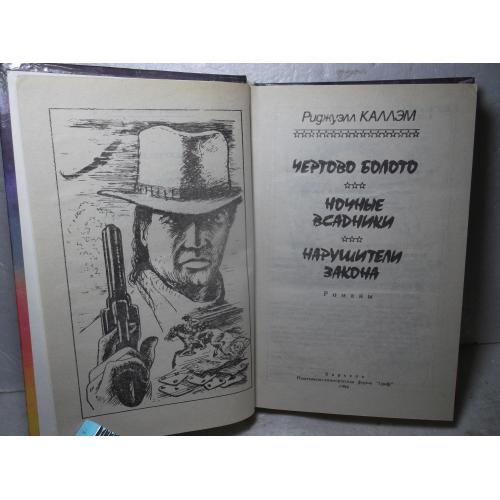 Риджуэлл КАЛЛЭМ
ЧЕРТОВО БОЛОТО
НОЧНЫЕ
ВСАДНИКИ
НАРУШИТЕЛИ
ЗАКОНА
Романы
Харьков